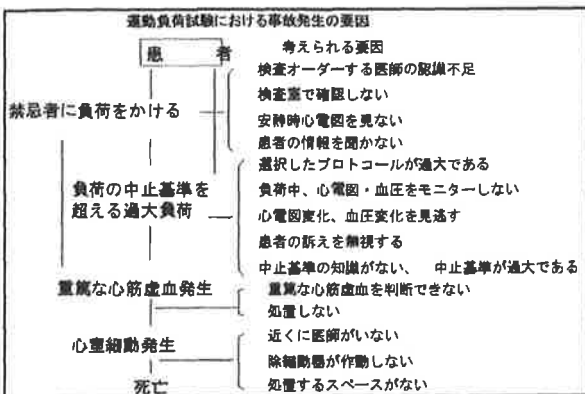 運動負荷試験における事故発生の要因
患 者
考えられる要因
検査オーダーする医師の認識不足
検査室で確認しない
禁忌者に負荷をかける
安静時心電図を見ない
患者の情報を聞かない
選択したプロトコールが過大である
負荷の中止基準を
超える過大負荷
負荷中、心電図・血圧をモニターしない
心電図変化、血圧変化を見逃す
患者の訴えを無視する
中止基準の知識がない、 中止基準が過大である
重篤な心筋虚血発生
重篤な心筋虚血を判断できない
処置しない
心室細動発生
近くに医師がいない
除細動器が作動しない
処置するスペースがない
死亡